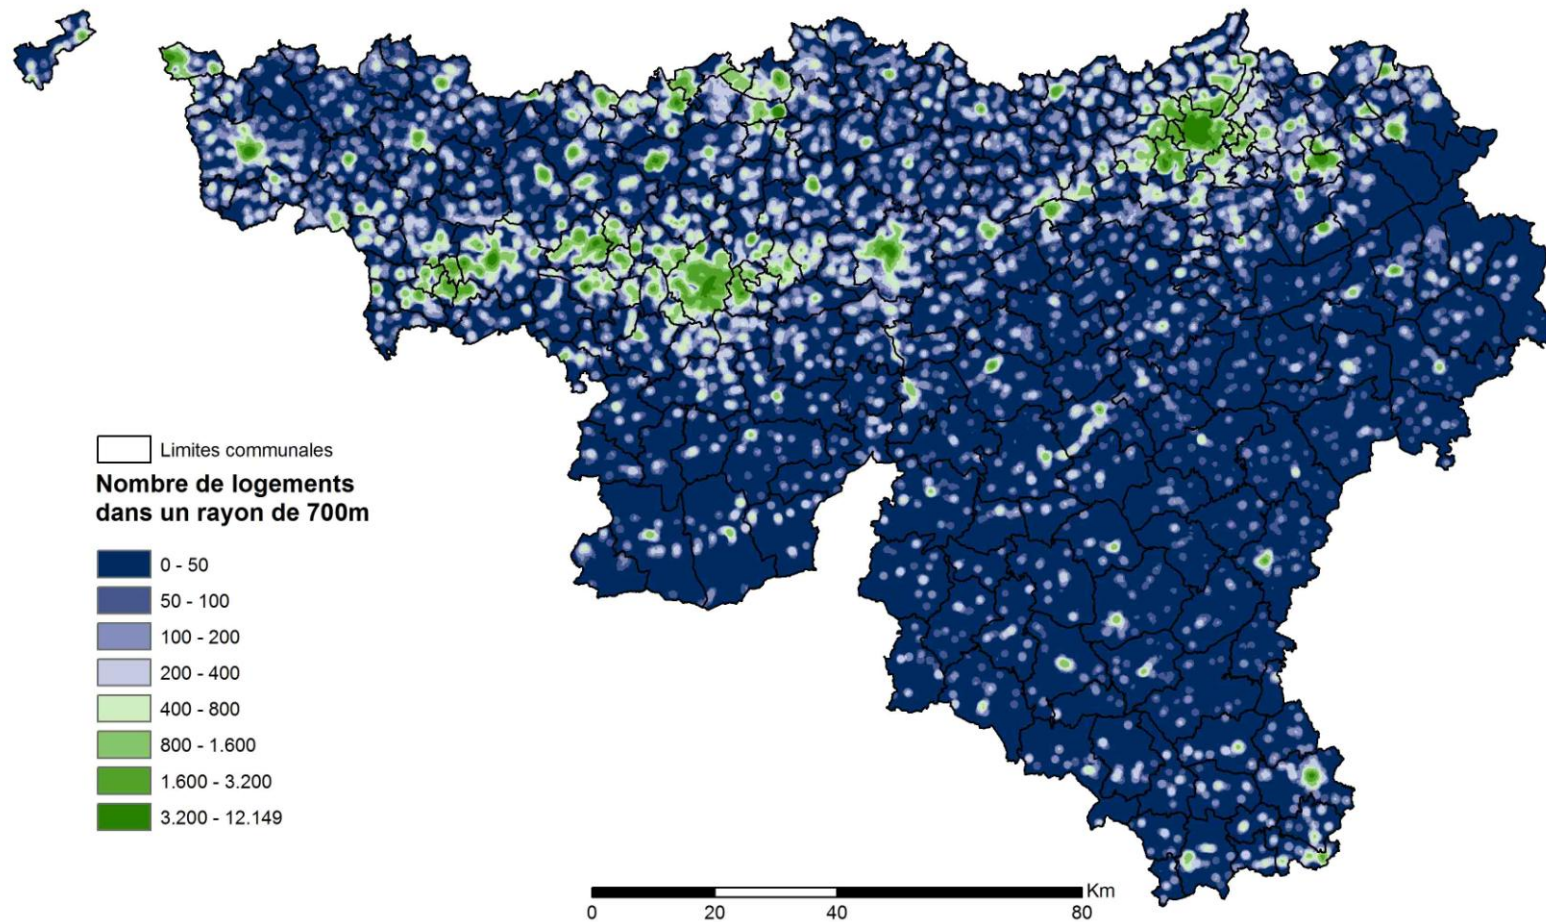 Limites communales
Nombre de logements
dans un rayon de 700m
0 - 50
50 - 100
100 - 200
200 - 400
400 - 800
800 - 1.600
1.600 - 3.200
3.200 - 12.149
Km
0 20 40 80